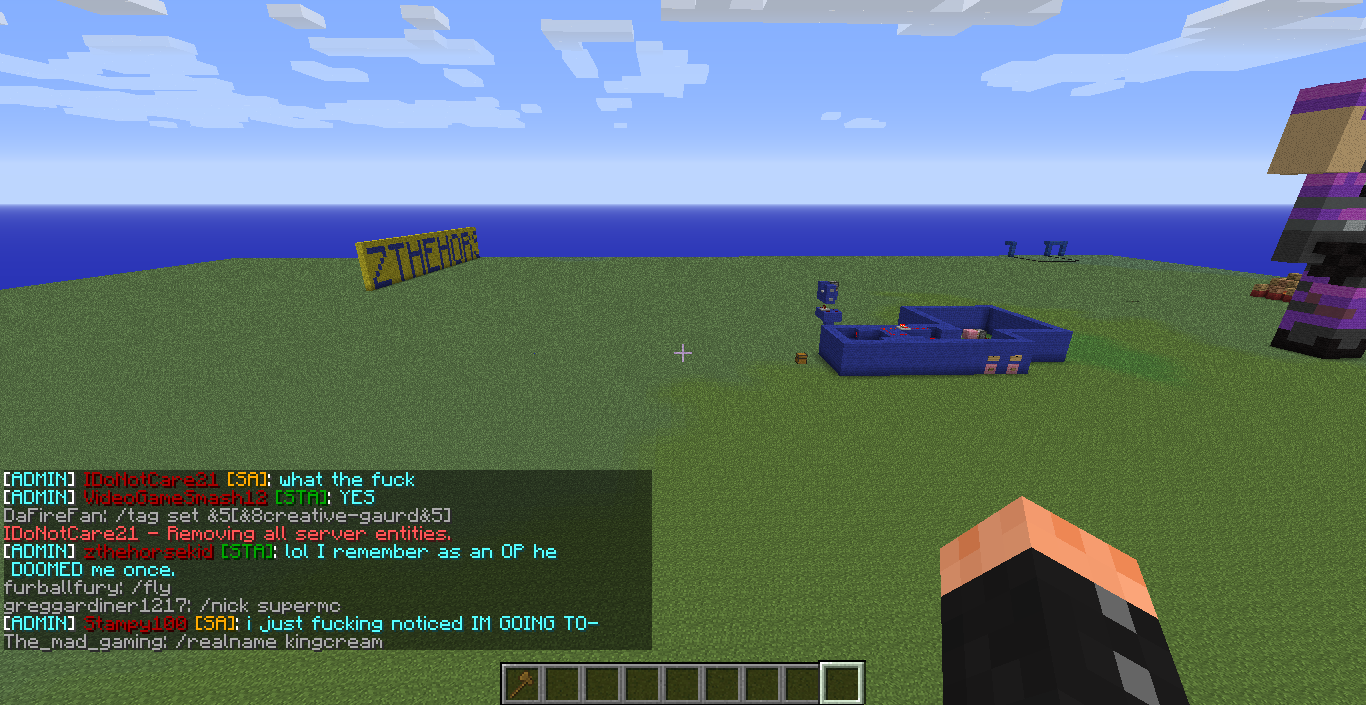 ZTHEHORS
[ADMIN] IDoNotCare21 [SA]: what the fuck
[ADMIN] VideoGameSmash12 [STA]: YES
DaFireFan: /tag set &5[&8creative-gaurd&5]
IDoNotCare21 - Removing all server entities.
[ADMIN] zthehorsekid [STA]: lol I remember as an OP he
DOOMED me once.
furballfury: /fly
greggardiner1217: /nick supermc
[ADMIN] Stampy100 [SA]: i just fucking noticed IM GOING TO-
The_mad_gaming: /realname kingcream